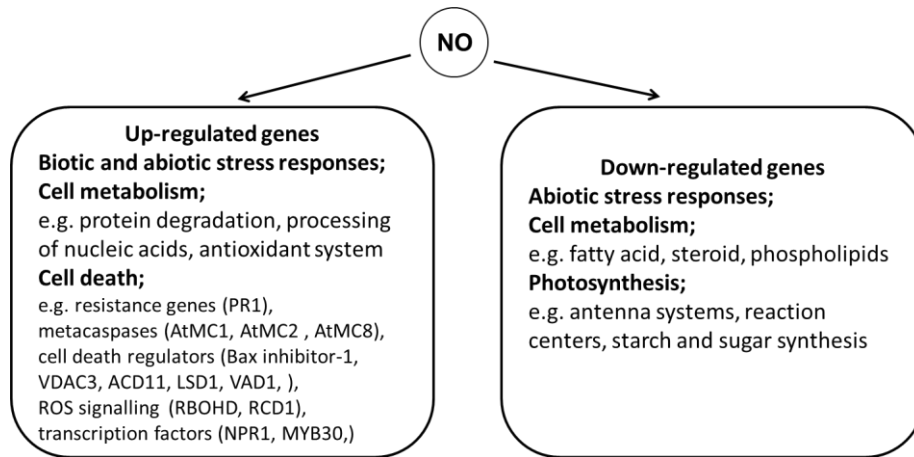 NO
Up-regulated genes
Biotic and abiotic stress responses;
Cell metabolism;
e.g. protein degradation, processing
of nucleic acids, antioxidant system
Cell death;
e.g. resistance genes (PR1),
metacaspases (AtMC1, AtMC2 , AtMC8),
cell death regulators (Bax inhibitor-1,
VDAC3, ACD11, LSD1, VAD1, ),
ROS signalling (RBOHD, RCD1),
transcription factors (NPR1, MYB30,)
Down-regulated genes
Abiotic stress responses;
Cell metabolism;
e.g. fatty acid, steroid, phospholipids
Photosynthesis;
e.g. antenna systems, reaction
centers, starch and sugar synthesis